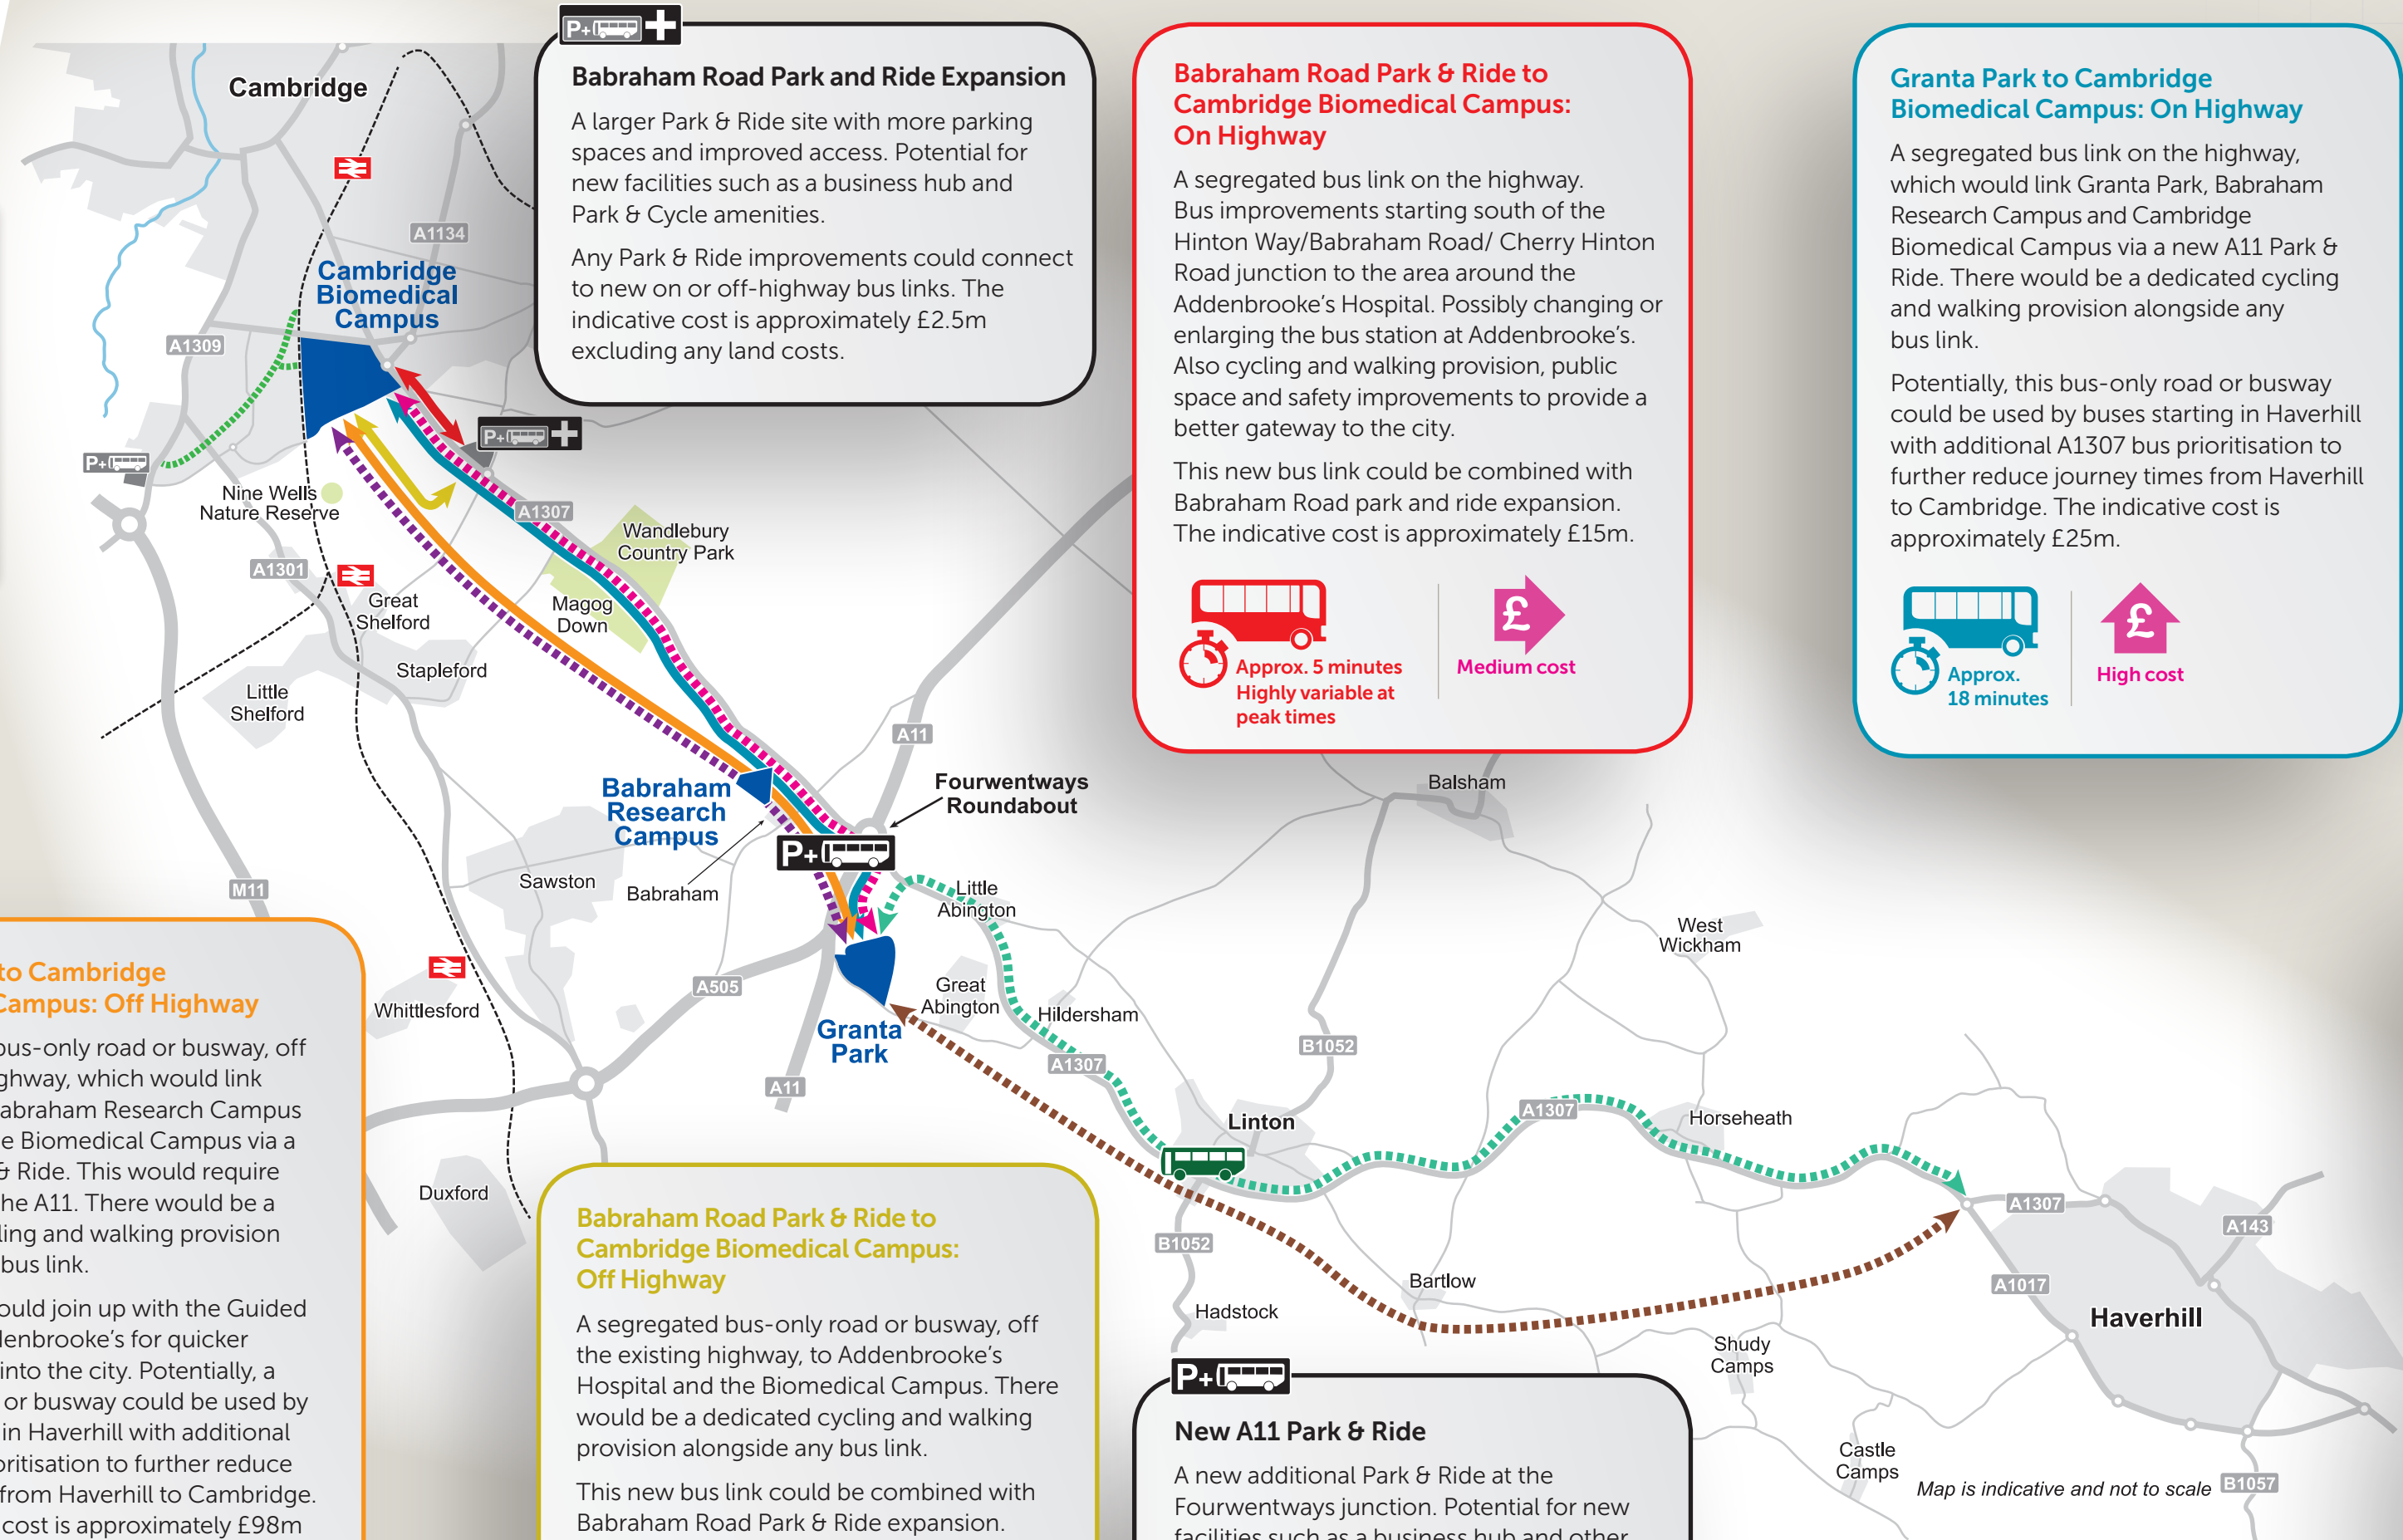 P+
Babraham Road Park and Ride Expansion
A larger Park & Ride site with more parking
spaces and improved access. Potential for
new facilities such as a business hub and
Park & Cycle amenities.
Any Park & Ride improvements could connect
to new on or off-highway bus links. The
indicative cost is approximately £2.5m
excluding any land costs.
Babraham Road Park & Ride to
Cambridge Biomedical Campus:
On Highway
A segregated bus link on the highway.
Bus improvements starting south of the
Hinton Way/Babraham Road/ Cherry Hinton
Road junction to the area around the
Addenbrooke's Hospital. Possibly changing or
enlarging the bus station at Addenbrooke's.
Also cycling and walking provision, public
space and safety improvements to provide a
better gateway to the city.
This new bus link could be combined with
Babraham Road park and ride expansion.
The indicative cost is approximately £15m.
Approx. 5 minutes
Highly variable at
peak times
£
Medium cost
Granta Park to Cambridge
Biomedical Campus: On Highway
A segregated bus link on the highway,
which would link Granta Park, Babraham
Research Campus and Cambridge
Biomedical Campus via a new A11 Park &
Ride. There would be a dedicated cycling
and walking provision alongside any
bus link.
Potentially, this bus-only road or busway
could be used by buses starting in Haverhill
with additional A1307 bus prioritisation to
further reduce journey times from Haverhill
to Cambridge. The indicative cost is
approximately £25m.
Approx.
18 minutes
£
High cost
Cambridge
A1134
Cambridge
Biomedical
Campus
A1309
P+
P+
Nine Wells
Nature Reserve
A1307
Wandlebury
Country Park
A1301
Great
Shelford
Magog
Down
Stapleford
Little
Shelford
A11
Babraham
Research
Campus
Fourwentways
Roundabout
Balsham
P+
M11
Sawston
Babraham
Little
Abington
West
Wickham
A505
Great
Abington
Whittlesford
Hildersham
Granta
Park
A1307
B1052
A11
Linton
A1307
Horseheath
Duxford
A1307
A143
B1052
Bartlow
A1017
Hadstock
Haverhill
Shudy
Camps
Castle
Camps
Map is indicative and not to scale
B1057
to Cambridge
Campus: Off Highway
bus-only road or busway, off
ghway, which would link
abraham Research Campus
e Biomedical Campus via a
& Ride. This would require
he A11. There would be a
ling and walking provision
bus link.
ould join up with the Guided
denbrooke's for quicker
into the city. Potentially, a
or busway could be used by
in Haverhill with additional
oritisation to further reduce
from Haverhill to Cambridge.
cost is approximately £98m
Babraham Road Park & Ride to
Cambridge Biomedical Campus:
Off Highway
A segregated bus-only road or busway, off
the existing highway, to Addenbrooke's
Hospital and the Biomedical Campus. There
would be a dedicated cycling and walking
provision alongside any bus link.
This new bus link could be combined with
Babraham Road Park & Ride expansion.
P+
New A11 Park & Ride
A new additional Park & Ride at the
Fourwentways junction. Potential for new
facilities such as a business hub and other